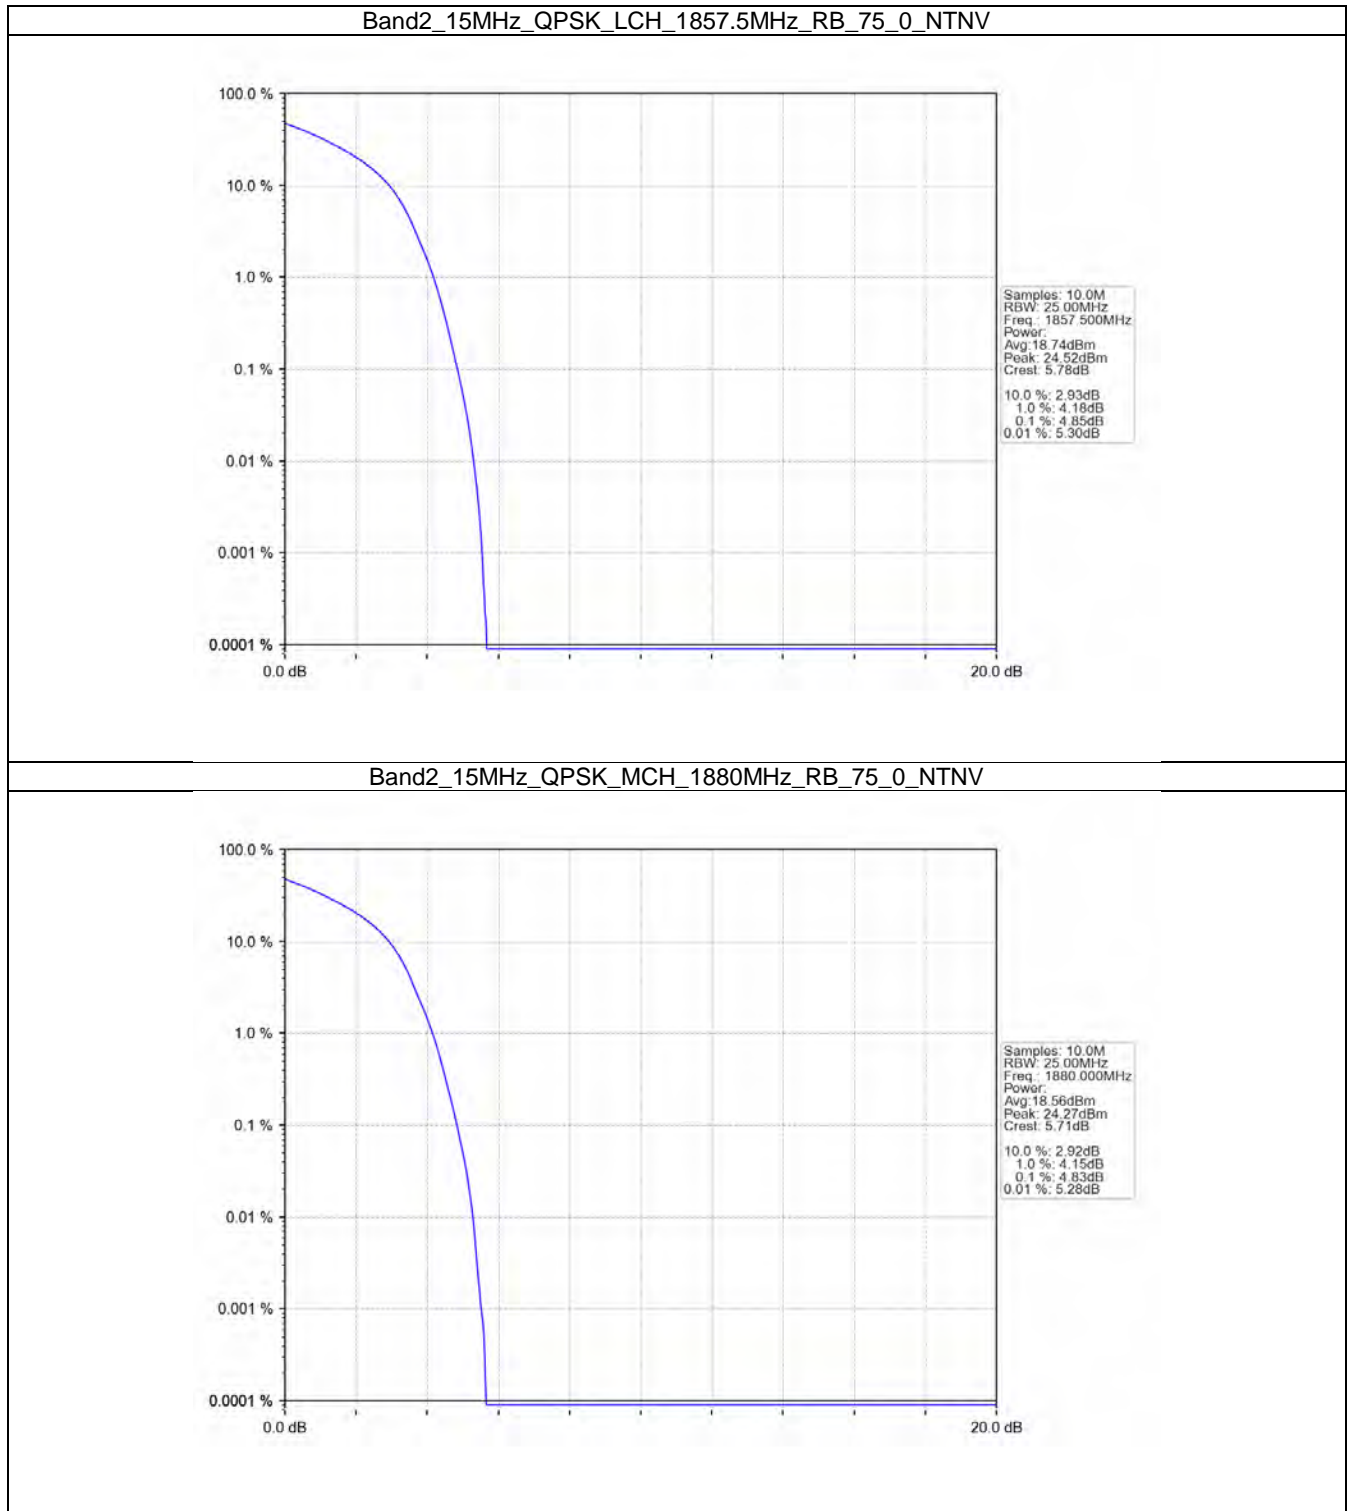 Band2_15MHz_QPSK_LCH_1857.5MHz_RB_75_0_NTNV
100.0 %
10.0 %
1.0 %
0.1 %
0.01 %
0.001 %
0.0001 %
0.0 dB
20.0 dB
Samples: 10.0M
RBW: 25.00MHz
Freq.: 1857.500MHz
Power:
Avg:18.74dBm
Peak: 24.52dBm
Crest: 5.78dB
10.0 %: 2.93dB
1.0 %: 4.18dB
0.1 %: 4.85dB
0.01 %: 5.30dB
Band2_15MHz_QPSK_MCH_1880MHz_RB_75_0_NTNV
100.0 %
10.0 %
1.0 %
0.1 %
0.01 %
0.001 %
0.0001 %
0.0 dB
20.0 dB
Samples: 10.0M
RBW: 25.00MHz
Freq.: 1880.000MHz
Power:
Avg:18.56dBm
Peak: 24.27dBm
Crest: 5.71dB
10.0 %: 2.92dB
1.0 %: 4.15dB
0.1 %: 4.83dB
0.01 %: 5.28dB